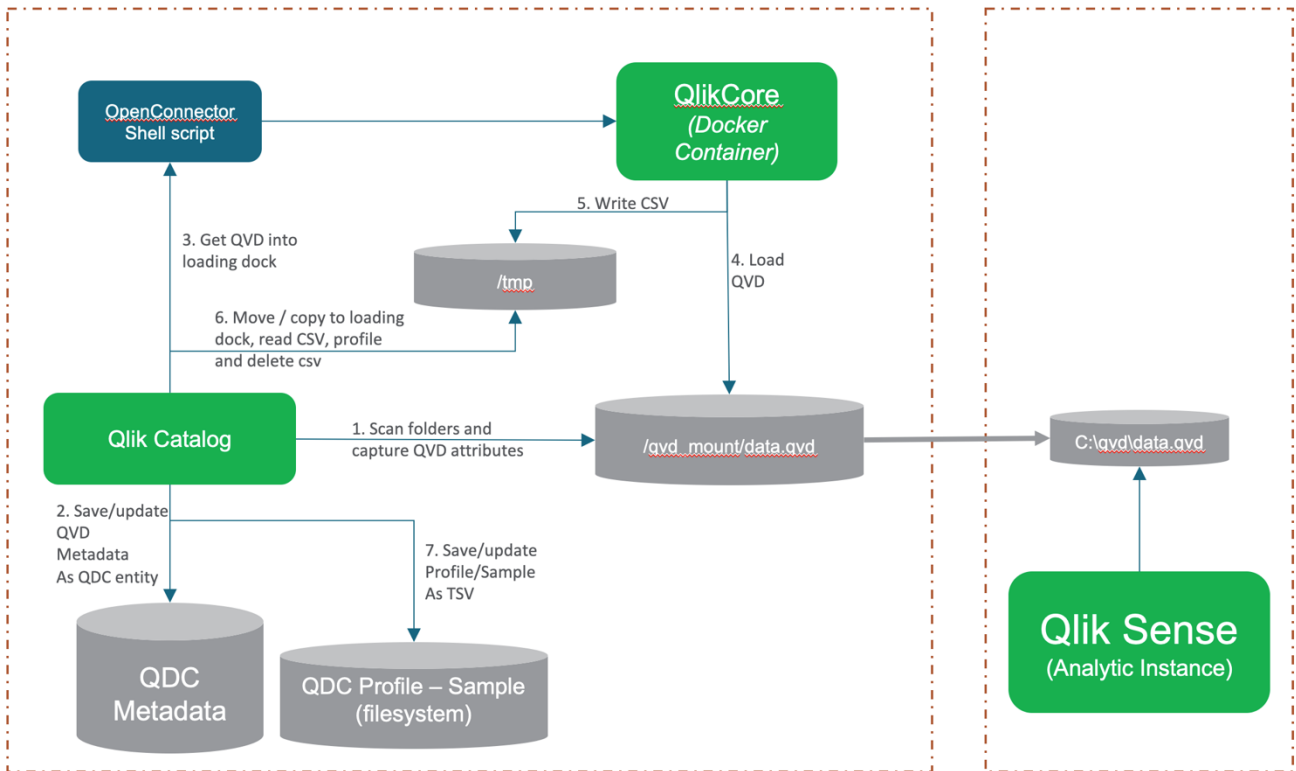 OpenConnector
Shell script
QlikCore
(Docker
Container)
5. Write CSV
3. Get QVD into
loading dock
/tmp
4. Load
QVD
6. Move / copy to loading
dock, read CSV, profile
and delete csv
Qlik Catalog
1. Scan folders and
capture QVD attributes
/qvd_mount/data.qvd
C:\qvd\data.qvd
2. Save/update
QVD
Metadata
As QDC entity
7. Save/update
Profile/Sample
As TSV
QDC
Metadata
QDC Profile – Sample
(filesystem)
Qlik Sense
(Analytic Instance)